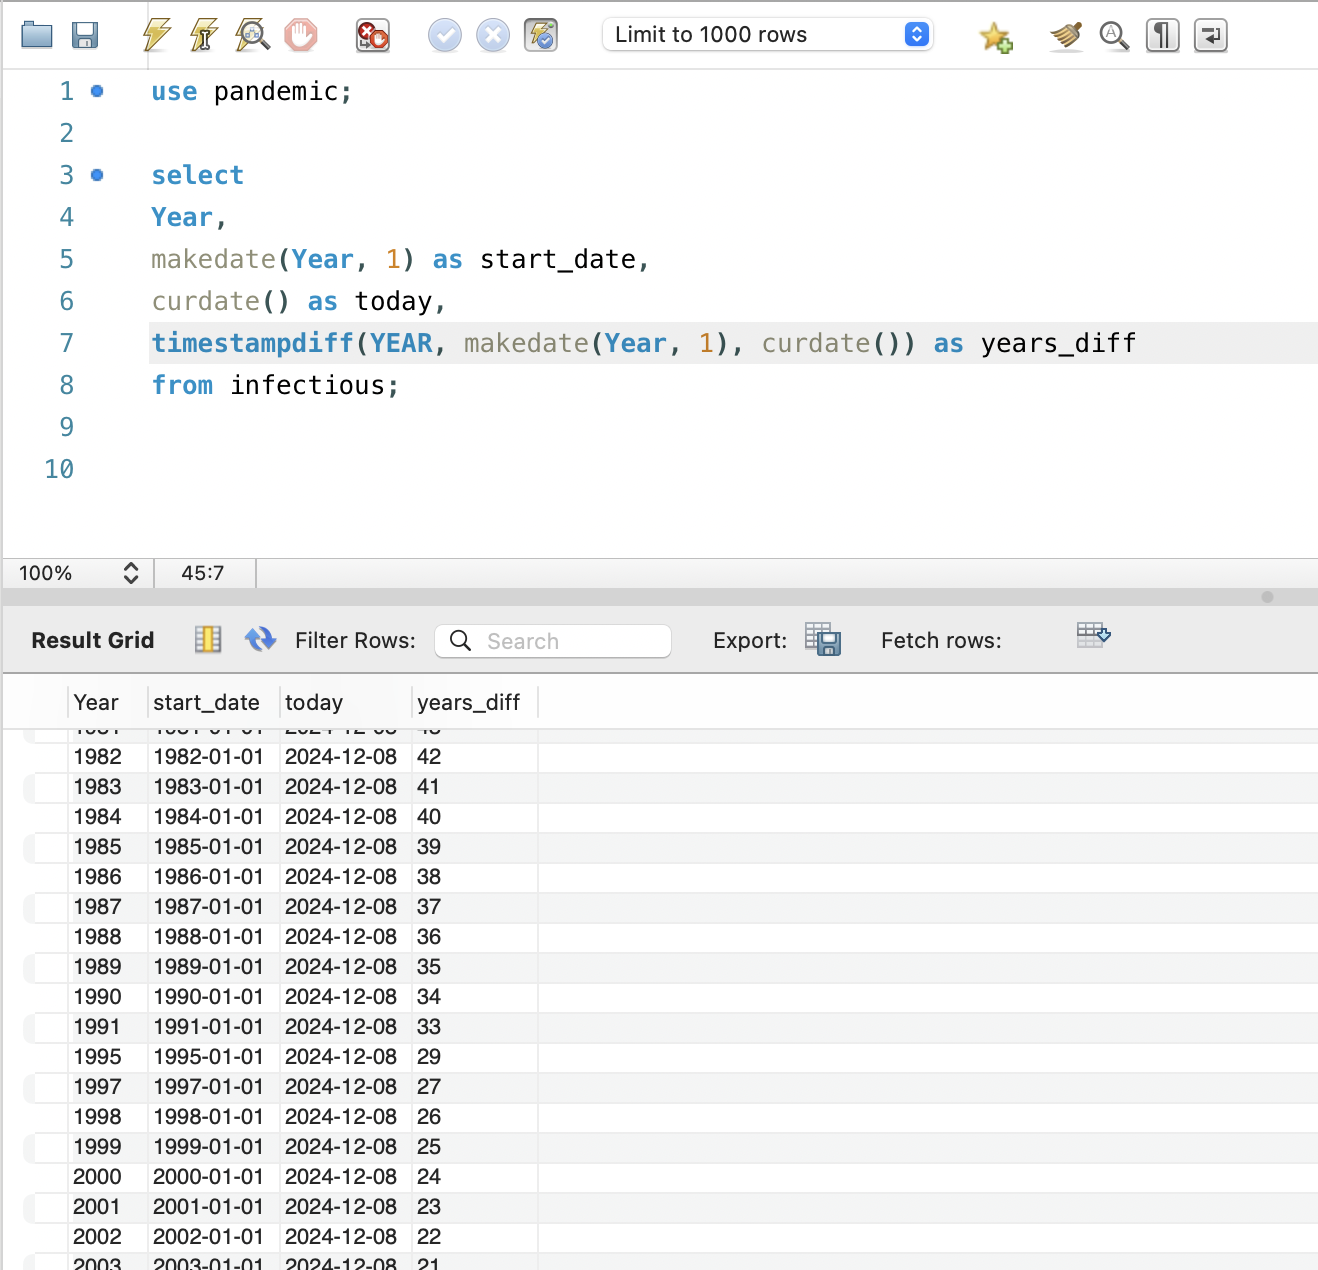 Limit to 1000 rows
1 use pandemic;
2
3 select
4 Year,
5 makedate(Year, 1) as start_date,
6 curdate() as today,
7 timestampdiff(YEAR, makedate(Year, 1), curdate()) as years_diff
8 from infectious;
9
10
100% 45:7
Result Grid Filter Rows: Search Export: Fetch rows:
Year start_date today years_diff
1981 1981-01-01 2024-12-08 43
1982 1982-01-01 2024-12-08 42
1983 1983-01-01 2024-12-08 41
1984 1984-01-01 2024-12-08 40
1985 1985-01-01 2024-12-08 39
1986 1986-01-01 2024-12-08 38
1987 1987-01-01 2024-12-08 37
1988 1988-01-01 2024-12-08 36
1989 1989-01-01 2024-12-08 35
1990 1990-01-01 2024-12-08 34
1991 1991-01-01 2024-12-08 33
1995 1995-01-01 2024-12-08 29
1997 1997-01-01 2024-12-08 27
1998 1998-01-01 2024-12-08 26
1999 1999-01-01 2024-12-08 25
2000 2000-01-01 2024-12-08 24
2001 2001-01-01 2024-12-08 23
2002 2002-01-01 2024-12-08 22
2003 2003-01-01 2024-12-08 21